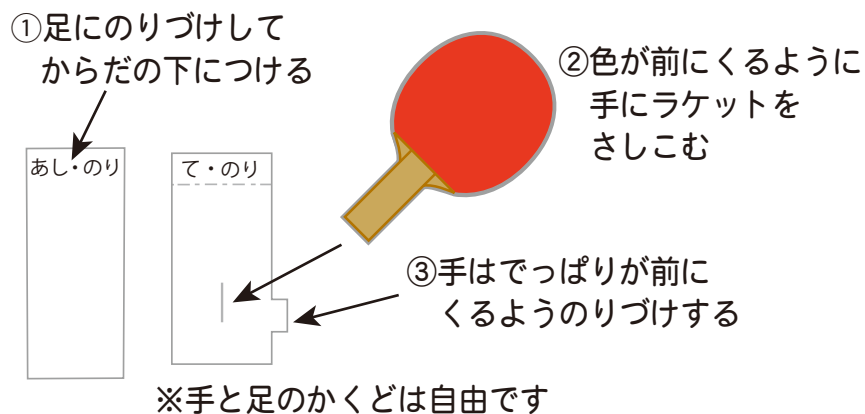 ①足にのりづけして
からだの下につける
②色が前にくるように
手にラケットを
さしこむ
あし・のり
て・のり
③手はでっぱりが前に
くるようのりづけする
※手と足のかくどは自由です